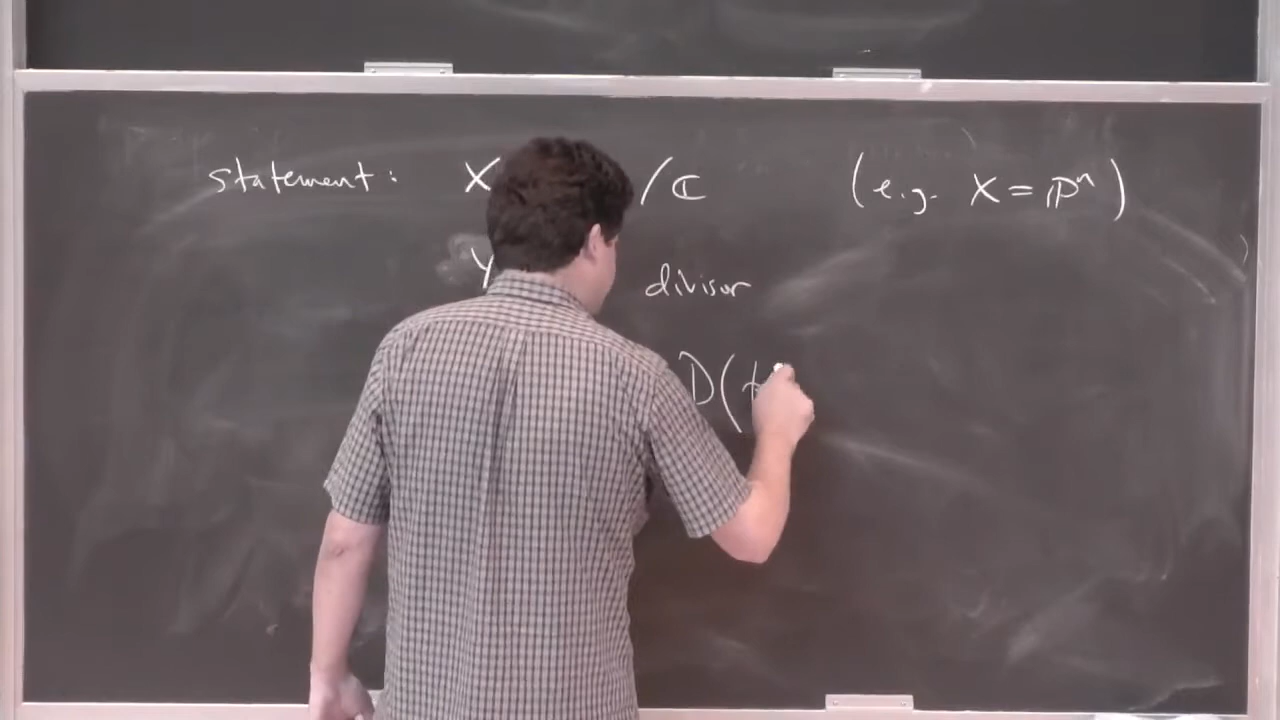 statement: X /ℂ (e.g. X = ℙⁿ)
Y divisor
D(t